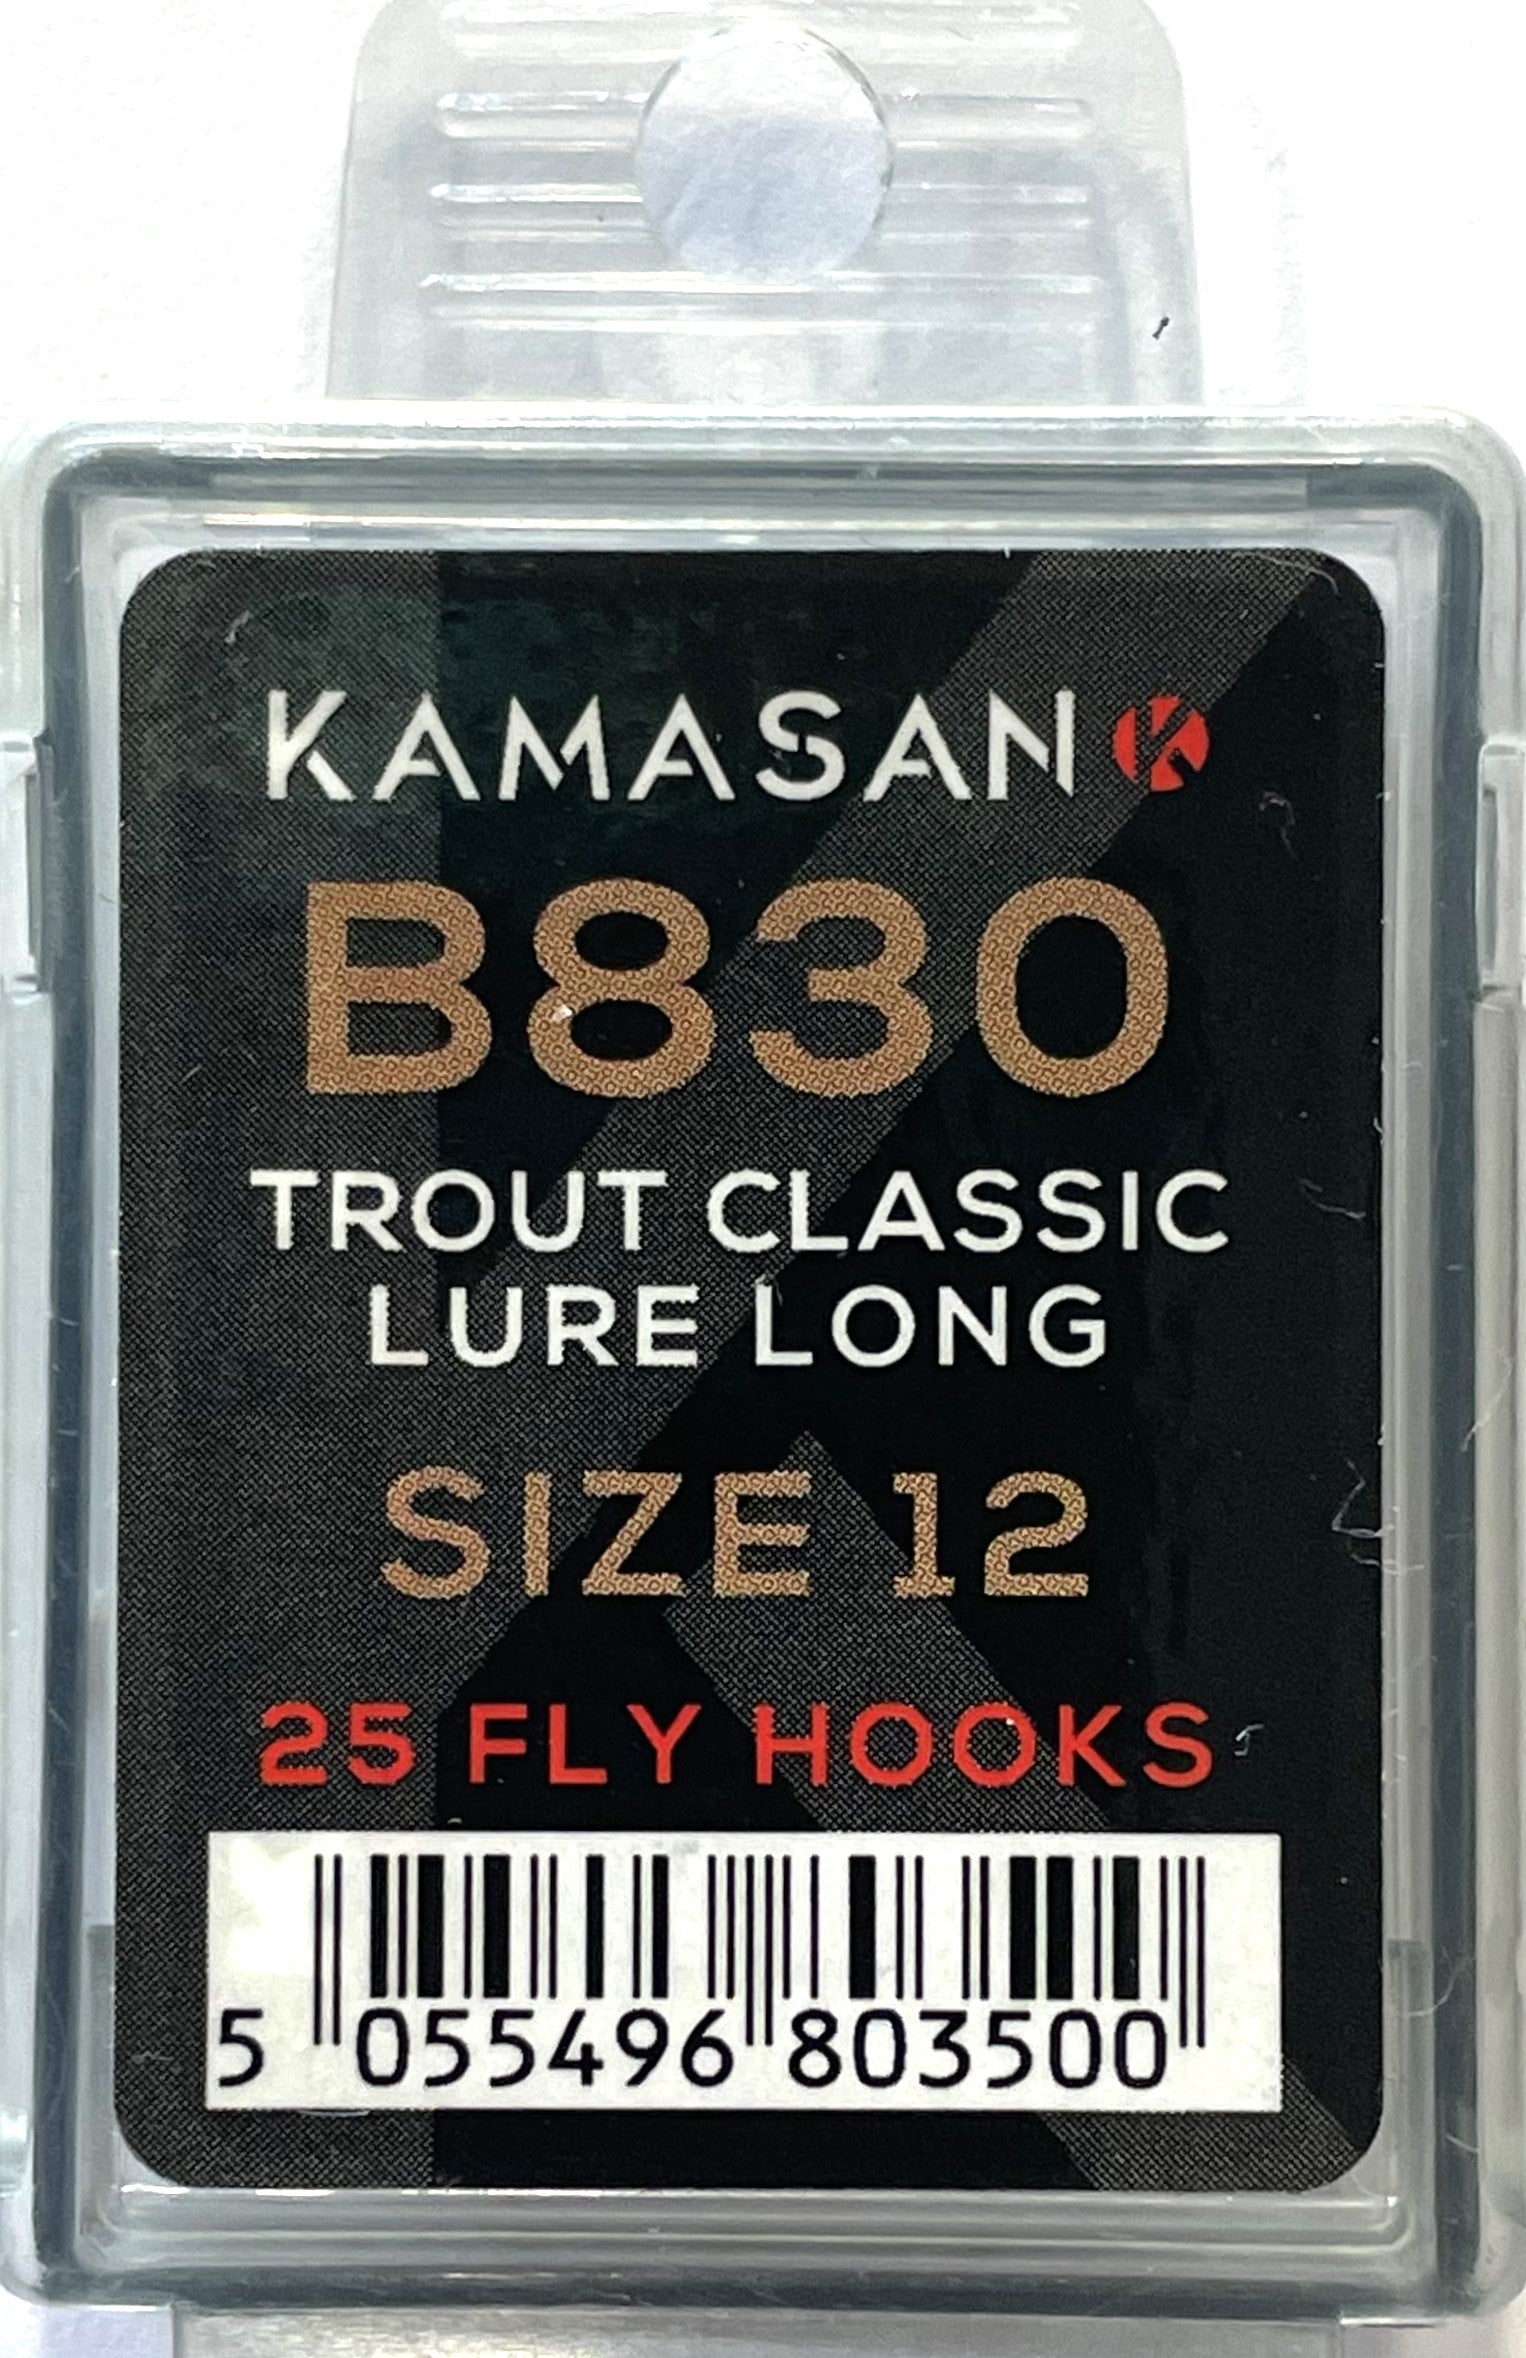 KAMASAN
B830
TROUT CLASSIC
LURE LONG
SIZE 12
25 FLY HOOKS
5 055496 803500